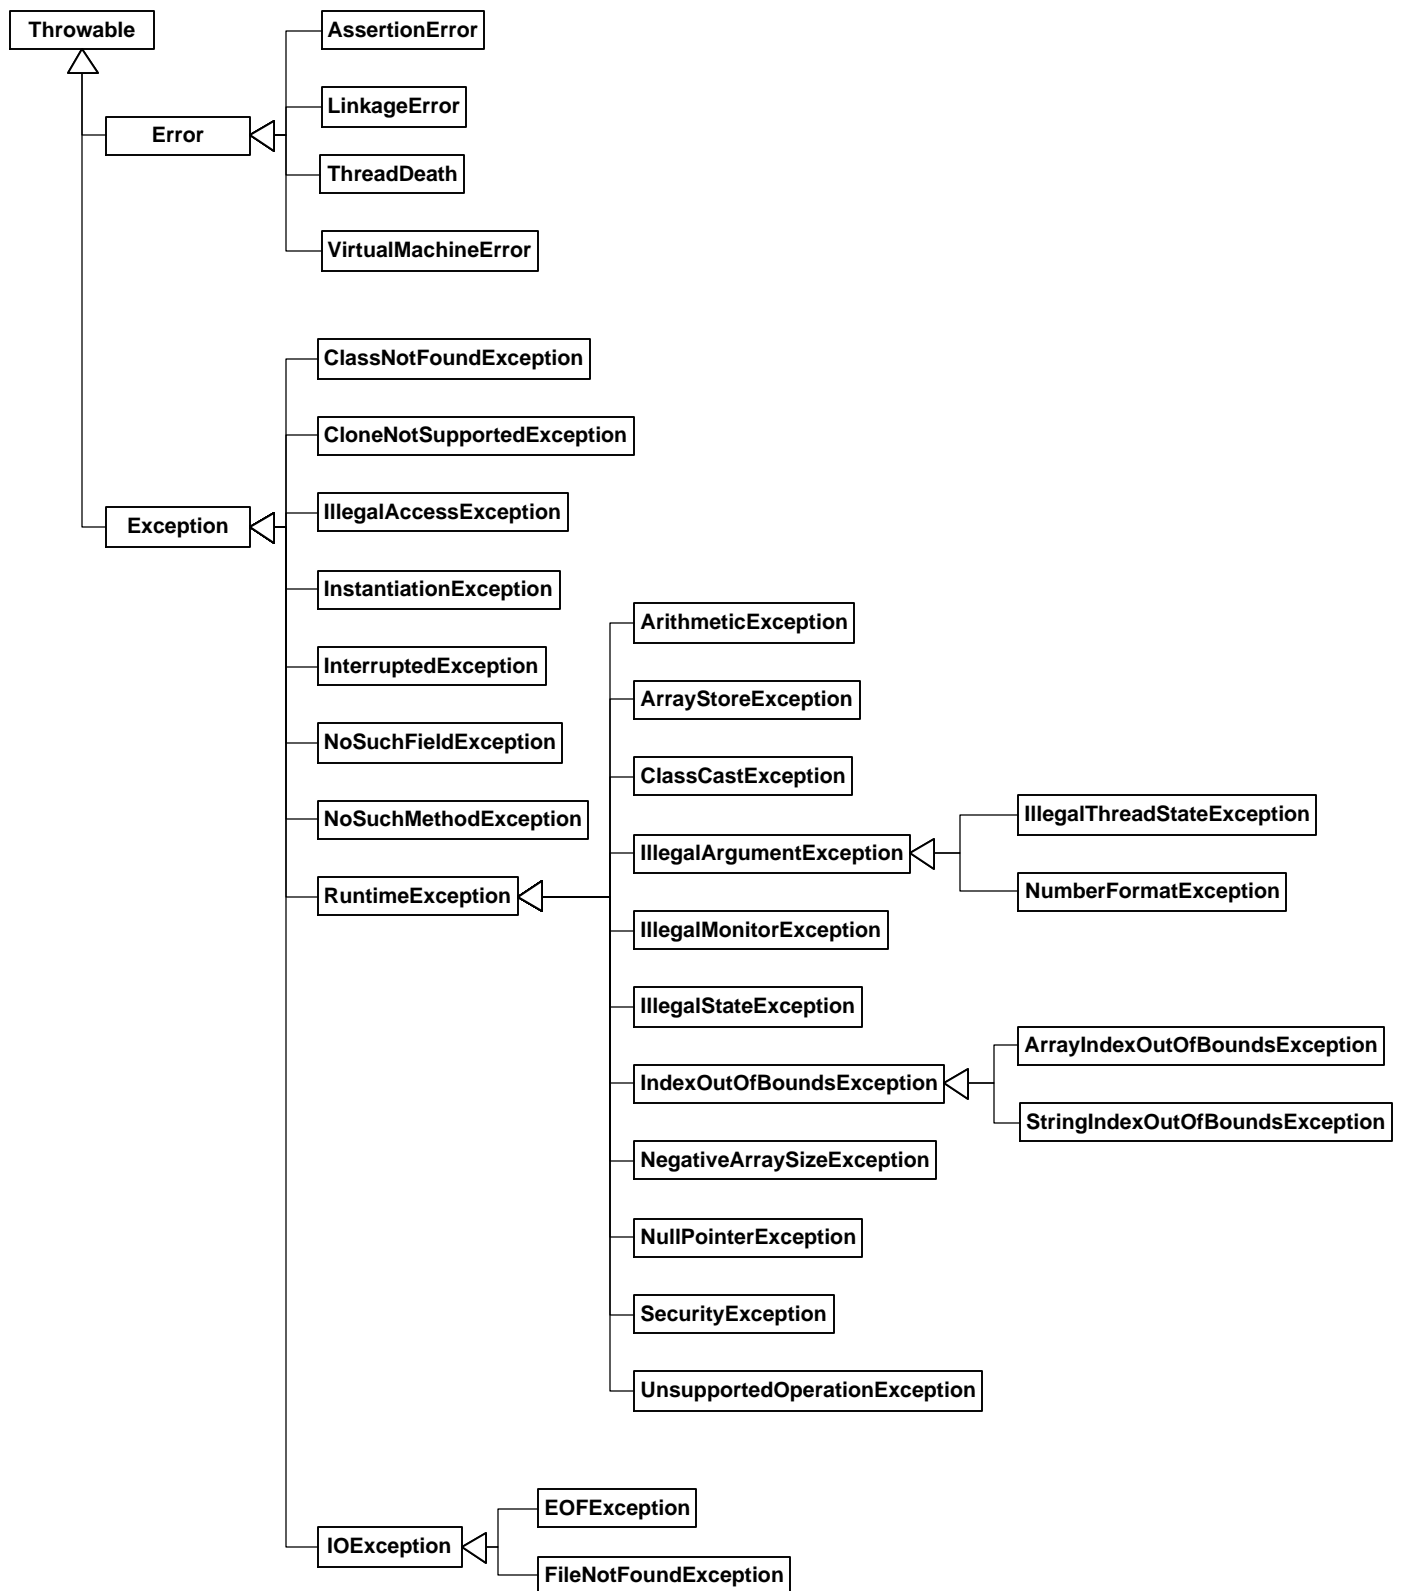 Throwable
AssertionError
LinkageError
Error
ThreadDeath
VirtualMachineError
ClassNotFoundException
CloneNotSupportedException
IllegalAccessException
Exception
InstantiationException
ArithmeticException
InterruptedException
ArrayStoreException
NoSuchFieldException
ClassCastException
IllegalThreadStateException
NoSuchMethodException
IllegalArgumentException
NumberFormatException
RuntimeException
IllegalMonitorException
IllegalStateException
ArrayIndexOutOfBoundsException
IndexOutOfBoundsException
StringIndexOutOfBoundsException
NegativeArraySizeException
NullPointerException
SecurityException
UnsupportedOperationException
EOFException
IOException
FileNotFoundException